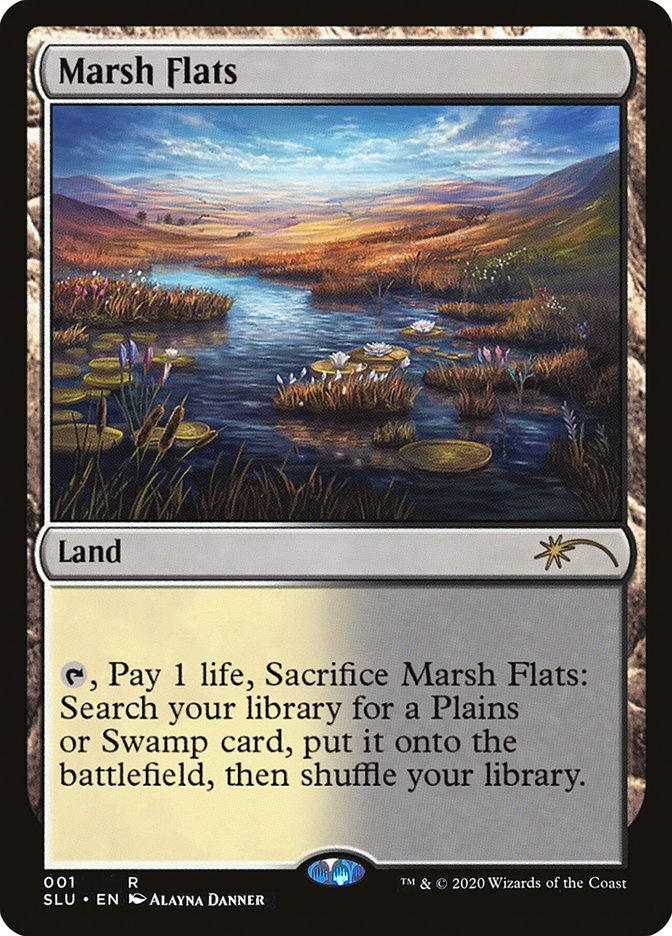 Marsh Flats
Land
, Pay 1 life, Sacrifice Marsh Flats:
Search your library for a Plains
or Swamp card, put it onto the
battlefield, then shuffle your library.
001 R
SLU • EN Alayna Danner
™ & © 2020 Wizards of the Coast